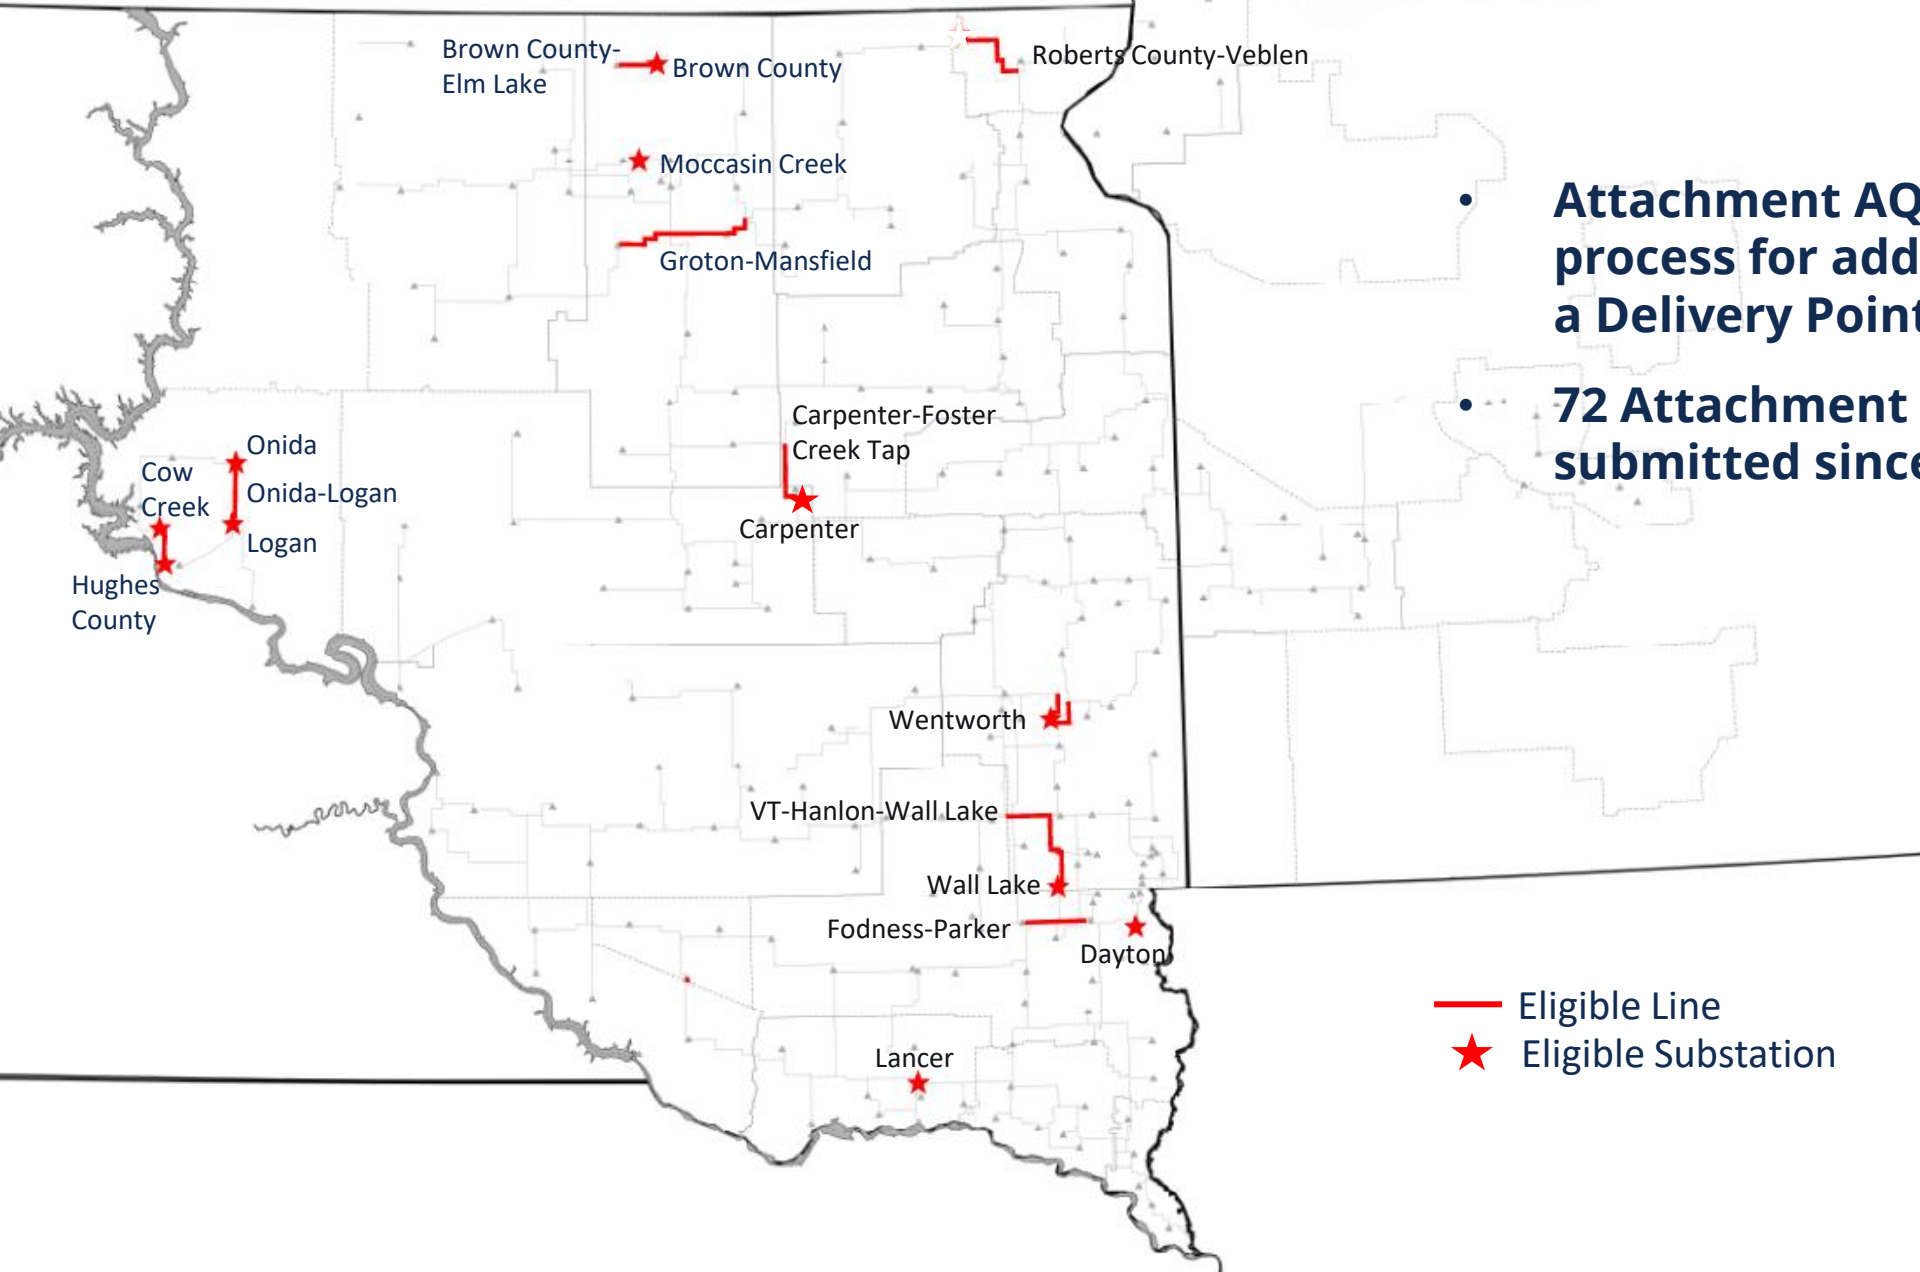 Brown County-
Elm Lake
Brown County
Roberts County-Veblen
Moccasin Creek
Groton-Mansfield
Carpenter-Foster
Creek Tap
Carpenter
Onida
Cow
Creek
Onida-Logan
Logan
Hughes
County
Wentworth
VT-Hanlon-Wall Lake
Wall Lake
Fodness-Parker
Dayton
Lancer
• Attachment AQ
process for add
a Delivery Point
• 72 Attachment
submitted since
Eligible Line
Eligible Substation